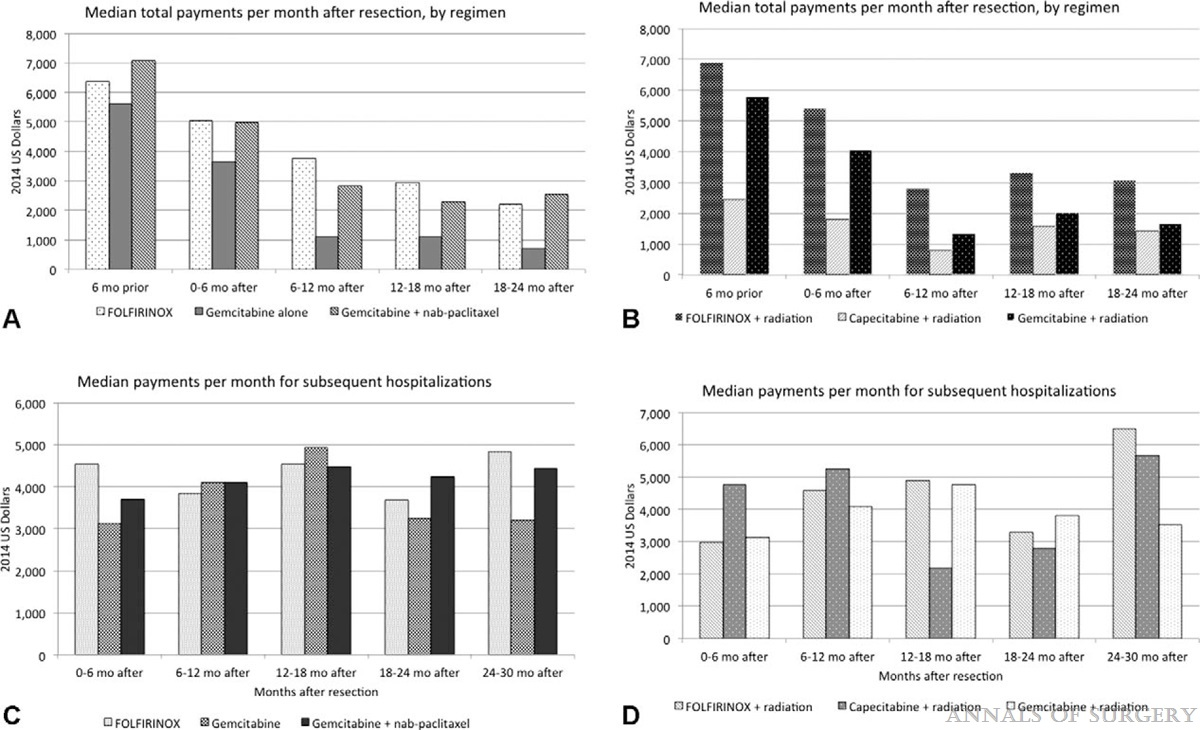 Median total payments per month after resection, by regimen
8,000
7,000
6,000
5,000
4,000
3,000
2,000
1,000
0
2014 US Dollars
6 mo prior 0-6 mo after 6-12 mo after 12-18 mo after 18-24 mo after
FOLFIRINOX Gemcitabine alone Gemcitabine + nab-paclitaxel
A
Median total payments per month after resection, by regimen
8,000
7,000
6,000
5,000
4,000
3,000
2,000
1,000
0
2014 US Dollars
6 mo prior 0-6 mo after 6-12 mo after 12-18 mo after 18-24 mo after
FOLFIRINOX + radiation Capecitabine + radiation Gemcitabine + radiation
B
Median payments per month for subsequent hospitalizations
6,000
5,000
4,000
3,000
2,000
1,000
0
2014 US Dollars
0-6 mo after 6-12 mo after 12-18 mo after 18-24 mo after 24-30 mo after
Months after resection
FOLFIRINOX Gemcitabine Gemcitabine + nab-paclitaxel
C
Median payments per month for subsequent hospitalizations
7,000
6,000
5,000
4,000
3,000
2,000
1,000
0
2014 US Dollars
0-6 mo after 6-12 mo after 12-18 mo after 18-24 mo after 24-30 mo after
Months after resection
FOLFIRINOX + radiation Capecitabine + radiation Gemcitabine + radiation
D
ANNALS OF SURGERY